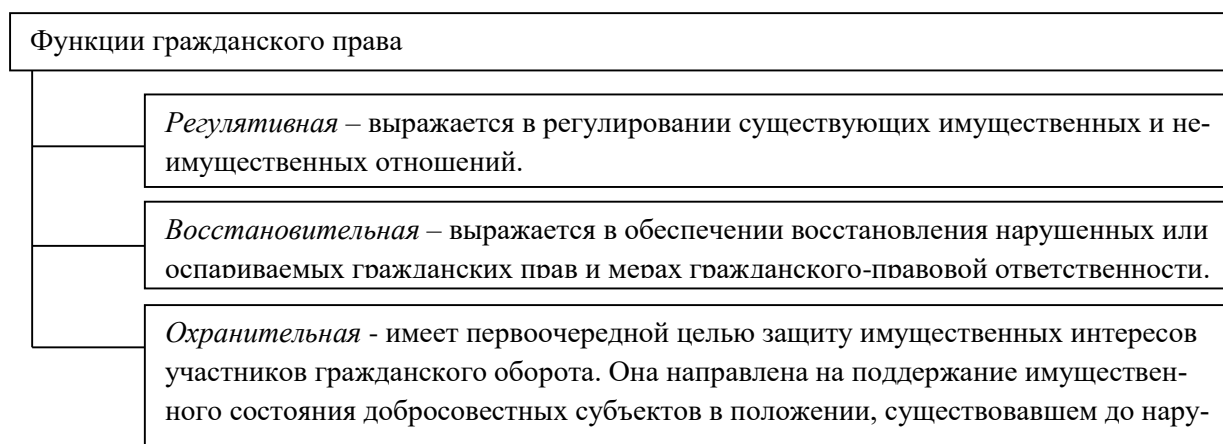 Функции гражданского права
Регулятивная – выражается в регулировании существующих имущественных и не-
имущественных отношений.
Восстановительная – выражается в обеспечении восстановления нарушенных или
оспариваемых гражданских прав и мерах гражданского-правовой ответственности.
Охранительная - имеет первоочередной целью защиту имущественных интересов
участников гражданского оборота. Она направлена на поддержание имуществен-
ного состояния добросовестных субъектов в положении, существовавшем до нару-